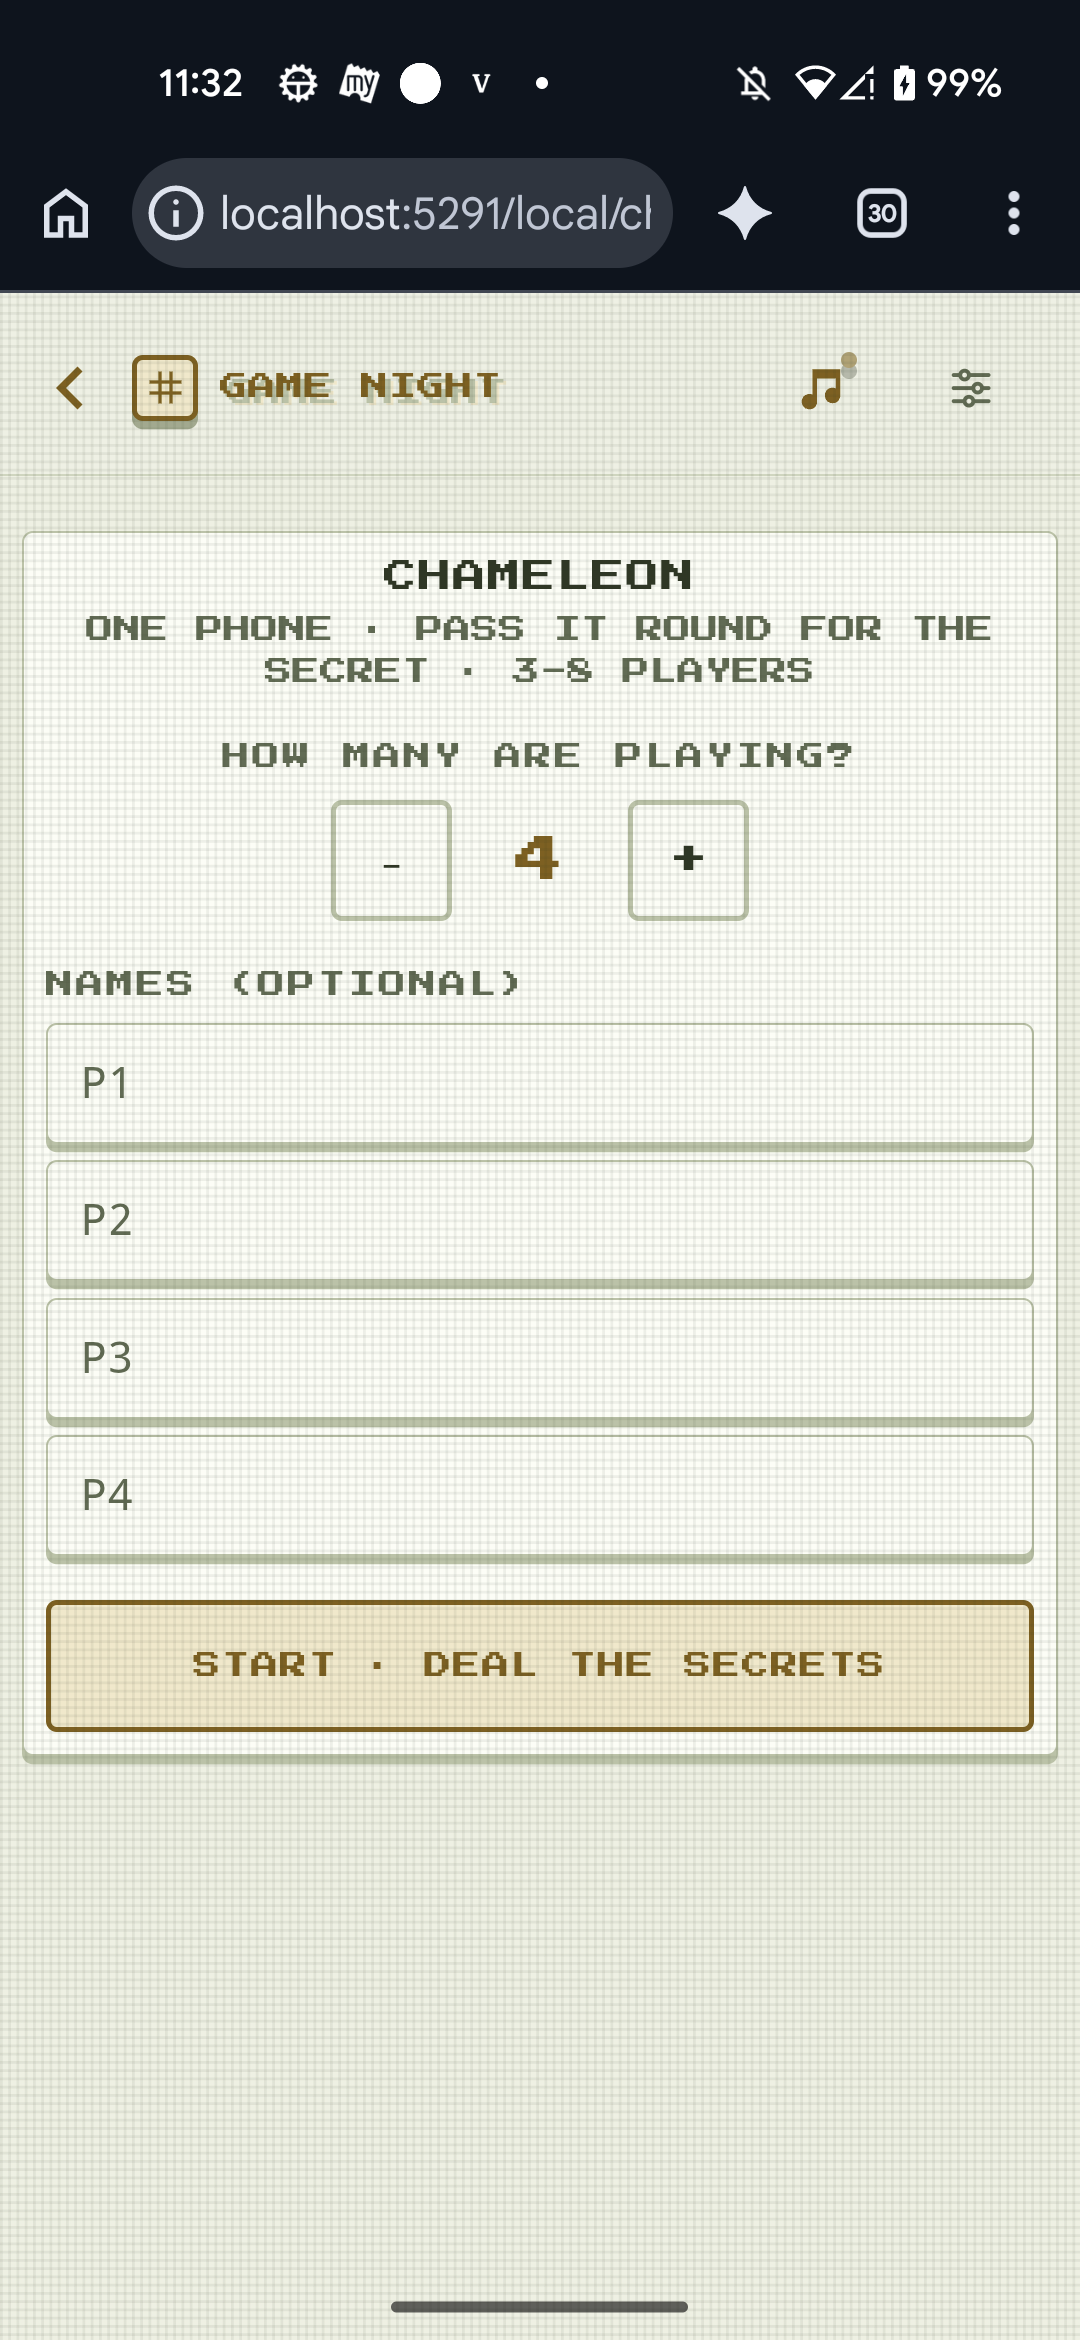 11:32
my
V
99%
localhost:5291/local/cl
30
GAME NIGHT
CHAMELEON
ONE PHONE · PASS IT ROUND FOR THE
SECRET · 3-8 PLAYERS
HOW MANY ARE PLAYING?
- 4 +
NAMES (OPTIONAL)
P1
P2
P3
P4
START · DEAL THE SECRETS